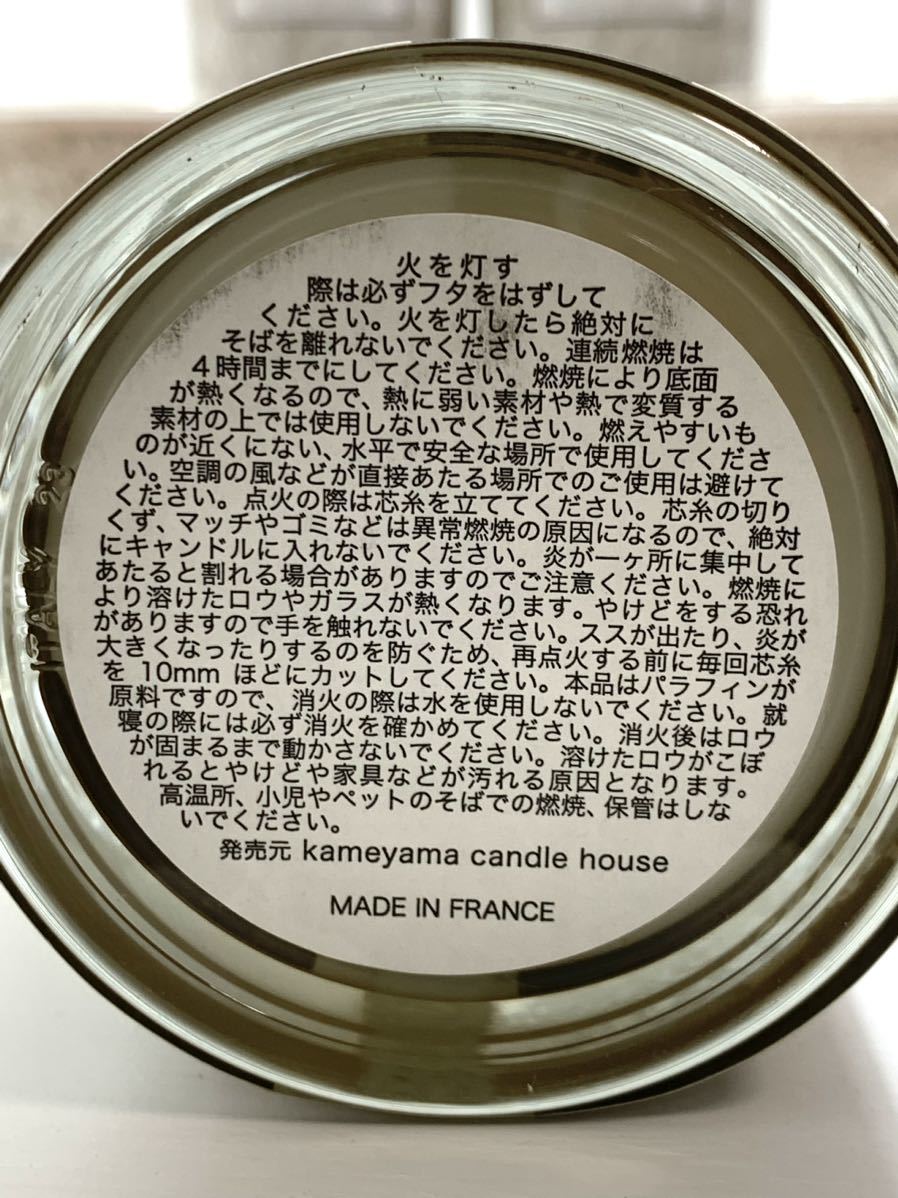 火を灯す
際は必ずフタをはずして
ください。火を灯したら絶対に
そばを離れないでください。連続燃焼は
4時間までにしてください。燃焼により底面
が熱くなるので、熱に弱い素材や熱で変質する
素材の上では使用しないでください。燃えやすいも
のが近くにない、水平で安全な場所で使用してくださ
い。空調の風などが直接あたる場所でのご使用は避けて
ください。点火の際は芯糸を立ててください。芯糸の切り
くず、マッチやゴミなどは異常燃焼の原因になるので、絶対
にキャンドルに入れないでください。炎が一ヶ所に集中して
あたると割れる場合がありますのでご注意ください。燃焼に
より溶けたロウやガラスが熱くなります。やけどをする恐れ
がありますので手を触れないでください。ススが出たり、炎が
大きくなったりするのを防ぐため、再点火する前に毎回芯糸
を 10mm ほどにカットしてください。本品はパラフィンが
原料ですので、消火の際は水を使用しないでください。就
寝の際には必ず消火を確かめてください。消火後はロウ
が固まるまで動かさないでください。溶けたロウがこぼ
れるとやけどや家具などが汚れる原因となります。
高温所、小児やペットのそばでの燃焼、保管はしな
いでください。
発売元 kameyama candle house
MADE IN FRANCE